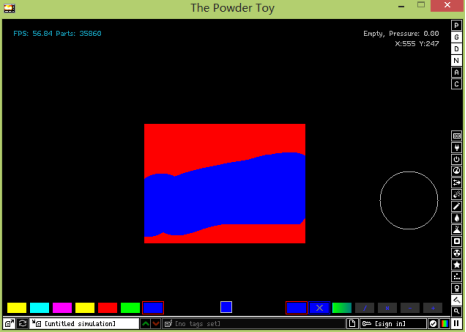 The Powder Toy
FPS: 56.84 Parts: 35860
Empty, Pressure: 0.00
X:555 Y:247
P
G
D
N
A
C
[untitled simulation]
[no tags set]
[sign in]